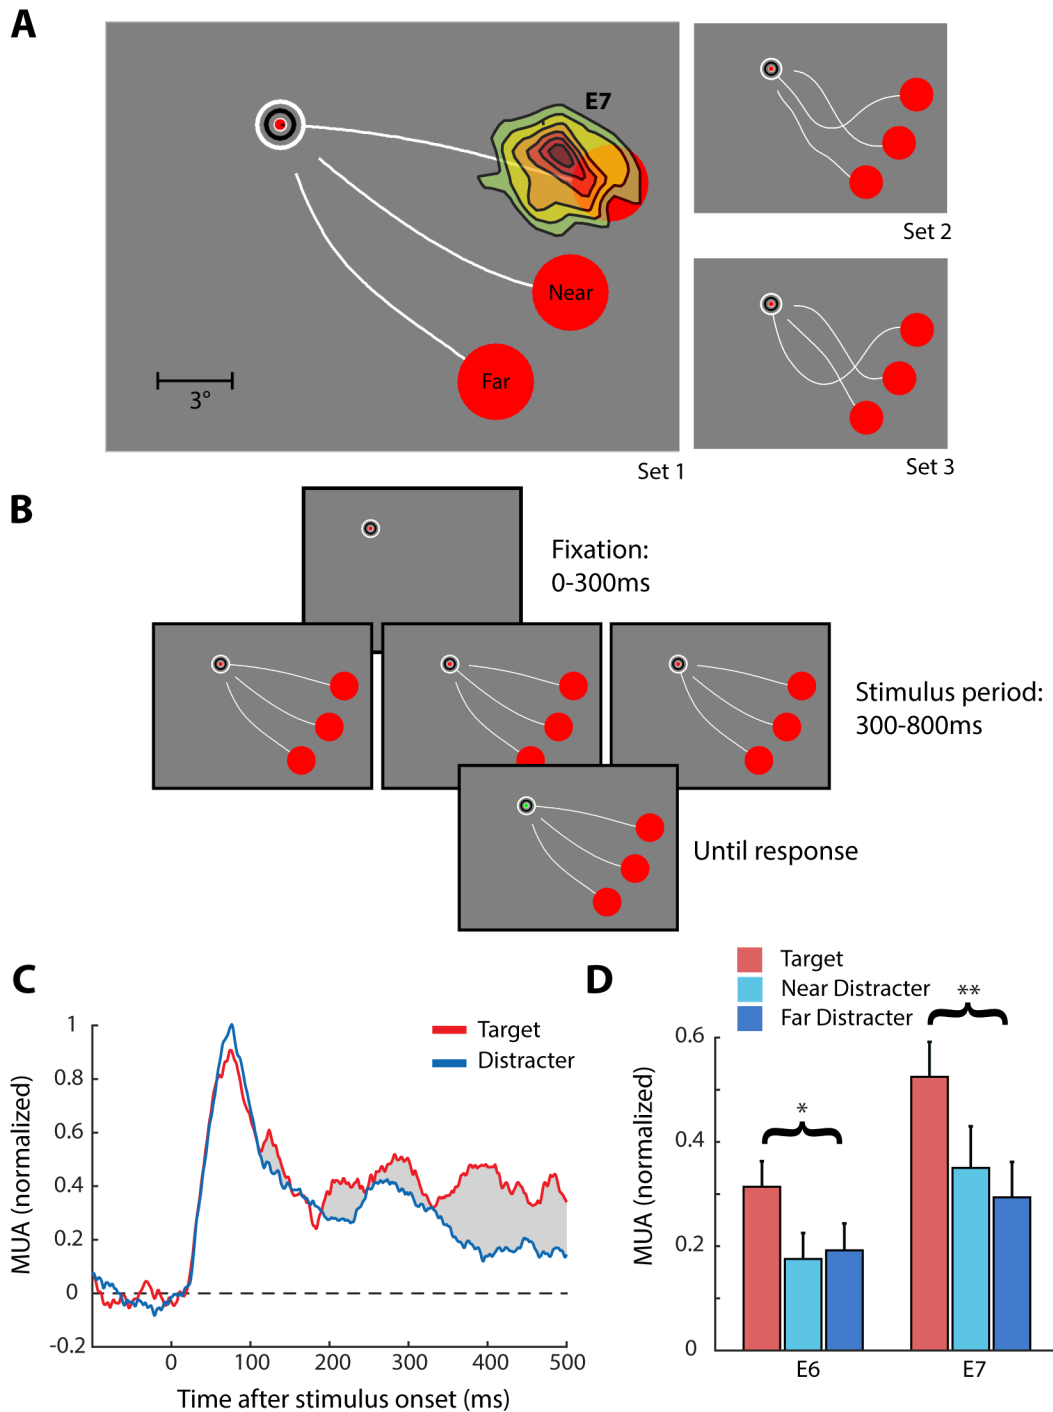 A
E7
Near
Far
3°
Set 1
Set 2
Set 3
B
Fixation:
0-300ms
Stimulus period:
300-800ms
Until response
C
Target
Distracter
MUA (normalized)
1
0.8
0.6
0.4
0.2
0
-0.2
0
100
200
300
400
500
Time after stimulus onset (ms)
D
Target
Near Distracter
Far Distracter
**
*
MUA (normalized)
0.6
0.4
0.2
0
E6
E7